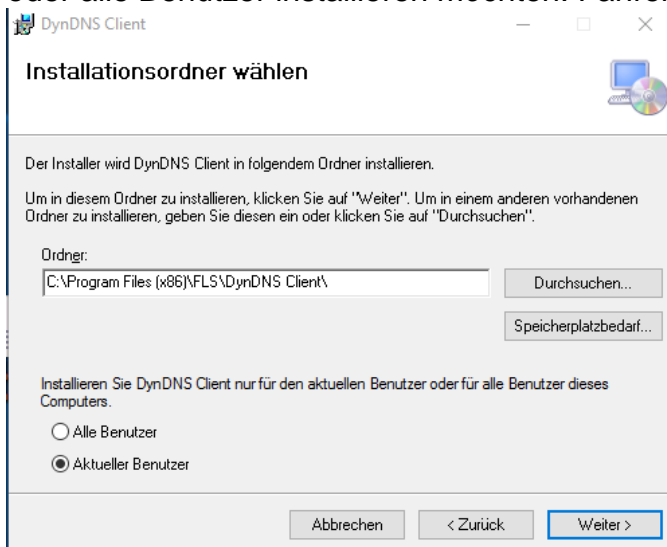 oder alle Benutzer installieren möchten. Fahre
DynDNS Client
Installationsordner wählen
Der Installer wird DynDNS Client in folgendem Ordner installieren.
Um in diesem Ordner zu installieren, klicken Sie auf "Weiter". Um in einem anderen vorhandenen
Ordner zu installieren, geben Sie diesen ein oder klicken Sie auf "Durchsuchen".
Ordner:
C:\Program Files (x86)\FLS\DynDNS Client\
Durchsuchen...
Speicherplatzbedarf...
Installieren Sie DynDNS Client nur für den aktuellen Benutzer oder für alle Benutzer dieses
Computers.
Alle Benutzer
Aktueller Benutzer
Abbrechen
< Zurück
Weiter >